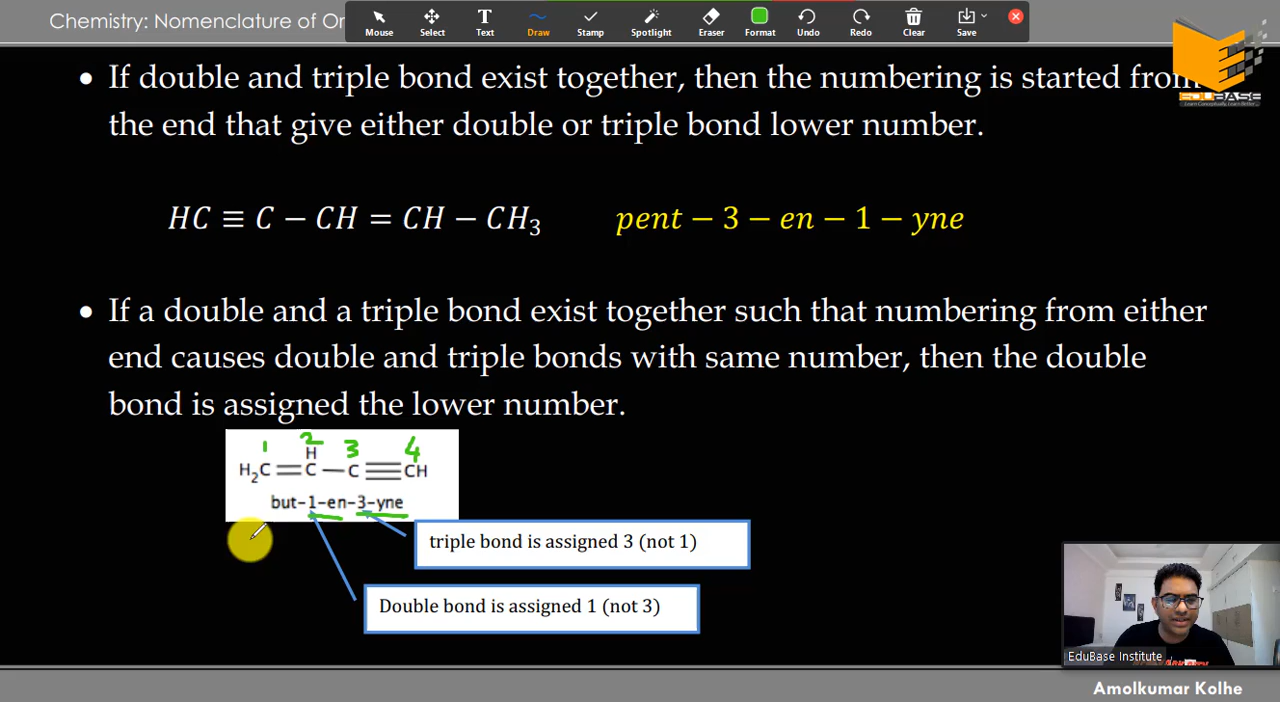 Chemistry: Nomenclature of Or
Mouse Select Text Draw Stamp Spotlight Eraser Format Undo Redo Clear Save
EDUBASE
Learn Conceptually, Learn Better...
• If double and triple bond exist together, then the numbering is started from
the end that give either double or triple bond lower number.
HC ≡ C − CH = CH − CH₃ pent − 3 − en − 1 − yne
• If a double and a triple bond exist together such that numbering from either
end causes double and triple bonds with same number, then the double
bond is assigned the lower number.
1 2 3 4
H
H₂C=C—C≡CH
but-1-en-3-yne
triple bond is assigned 3 (not 1)
Double bond is assigned 1 (not 3)
EduBase Institute
Amolkumar Kolhe